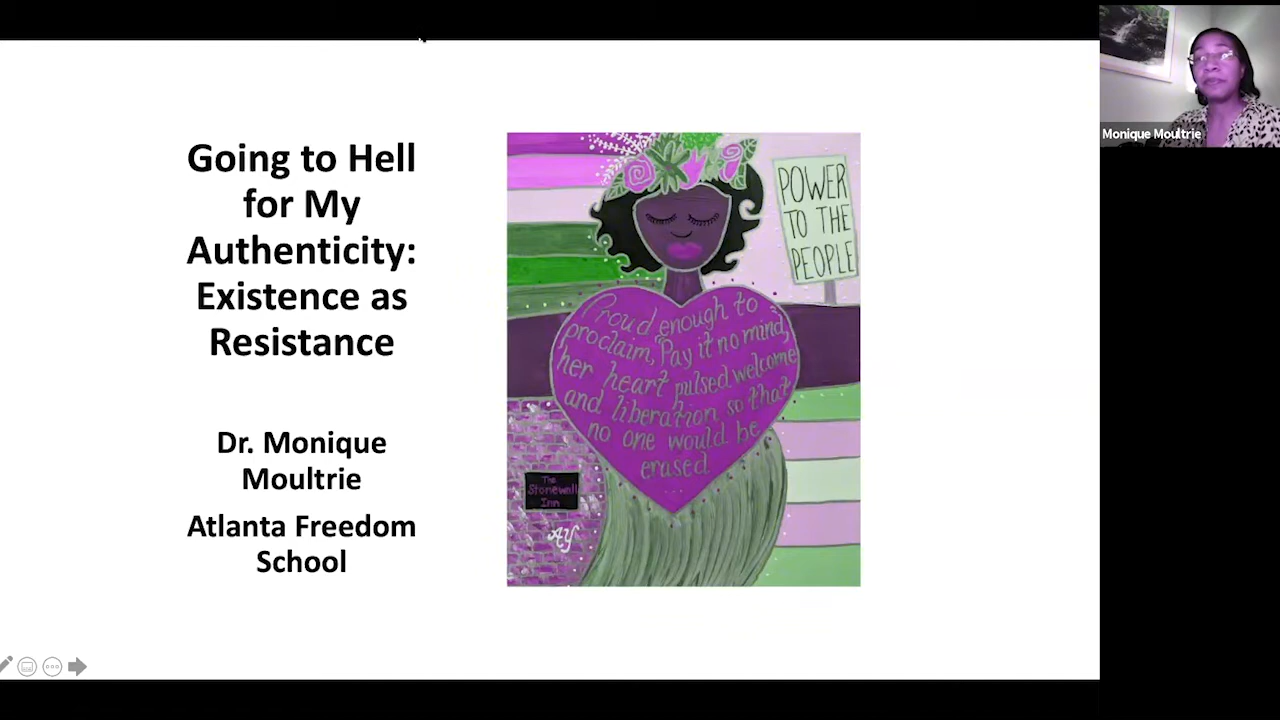 Going to Hell
for My
Authenticity:
Existence as
Resistance
Dr. Monique
Moultrie
Atlanta Freedom
School
POWER
TO THE
PEOPLE
Proud enough to
proclaim, "Pay it no mind,"
her heart pulsed welcome
and liberation so that
no one would be
erased
The
Stonewall
Inn
AY
Monique Moultrie